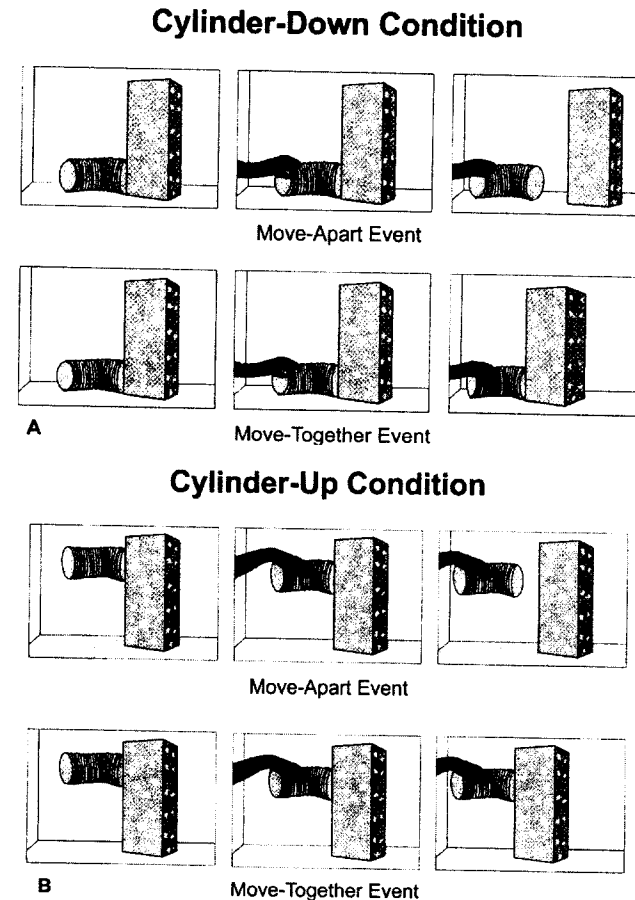 Cylinder-Down Condition
Move-Apart Event
A
Move-Together Event
Cylinder-Up Condition
Move-Apart Event
B
Move-Together Event